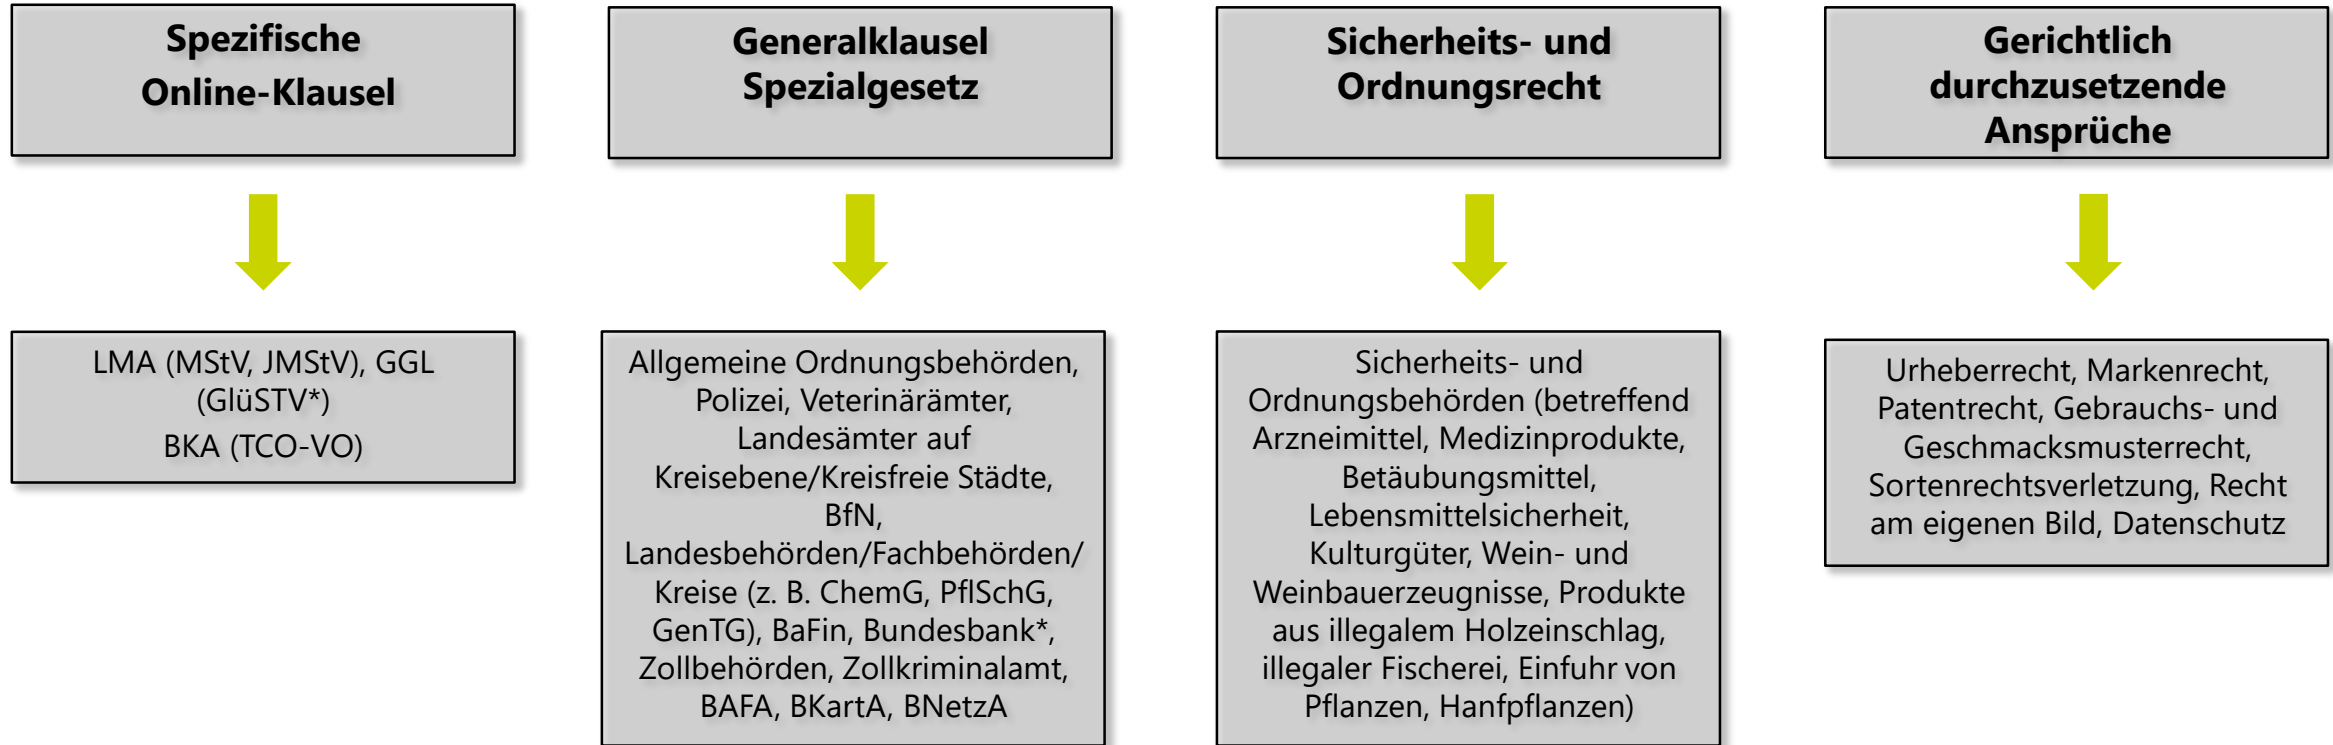 Spezifische
Online-Klausel
Generalklausel
Spezialgesetz
Sicherheits- und
Ordnungsrecht
Gerichtlich
durchzusetzende
Ansprüche
LMA (MStV, JMStV), GGL
(GlüSTV*)
BKA (TCO-VO)
Allgemeine Ordnungsbehörden,
Polizei, Veterinärämter,
Landesämter auf
Kreisebene/Kreisfreie Städte,
BfN,
Landesbehörden/Fachbehörden/
Kreise (z. B. ChemG, PflSchG,
GenTG), BaFin, Bundesbank*,
Zollbehörden, Zollkriminalamt,
BAFA, BKartA, BNetzA
Sicherheits- und
Ordnungsbehörden (betreffend
Arzneimittel, Medizinprodukte,
Betäubungsmittel,
Lebensmittelsicherheit,
Kulturgüter, Wein- und
Weinbauerzeugnisse, Produkte
aus illegalem Holzeinschlag,
illegaler Fischerei, Einfuhr von
Pflanzen, Hanfpflanzen)
Urheberrecht, Markenrecht,
Patentrecht, Gebrauchs- und
Geschmacksmusterrecht,
Sortenrechtsverletzung, Recht
am eigenen Bild, Datenschutz